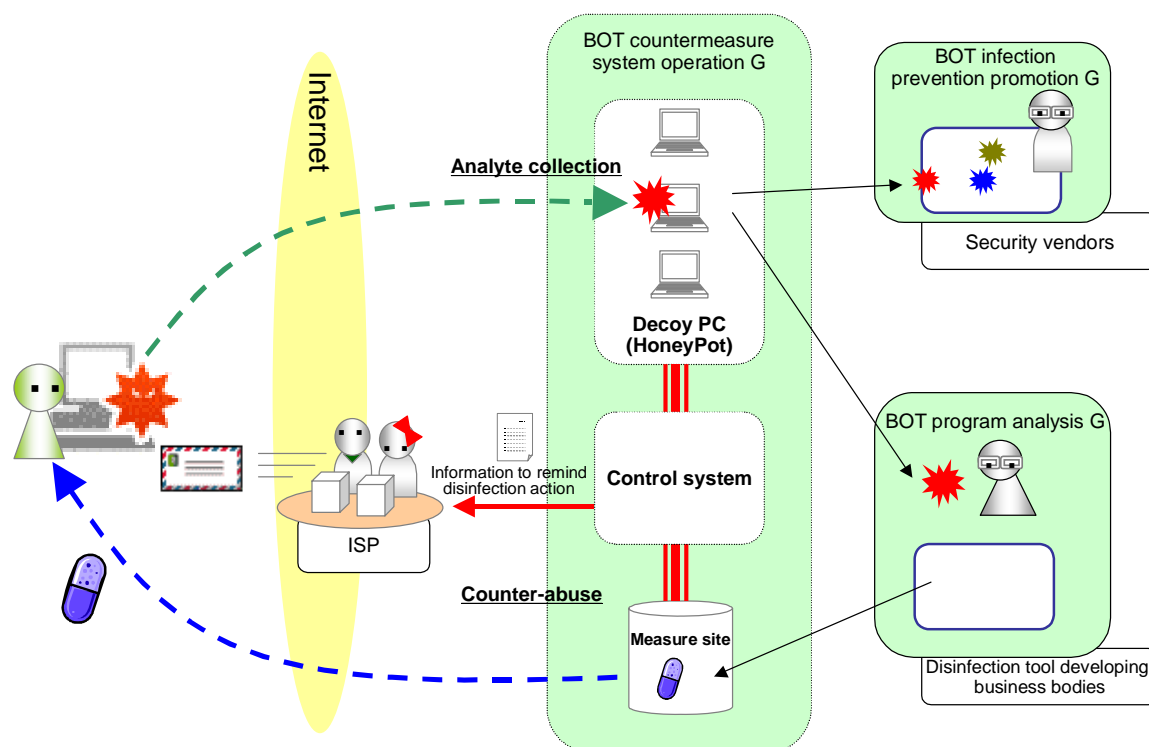 BOT countermeasure
system operation G
BOT infection
prevention promotion G
Internet
Analyte collection
Security vendors
Decoy PC
(HoneyPot)
BOT program analysis G
Information to remind
disinfection action
Control system
ISP
Counter-abuse
Measure site
Disinfection tool developing
business bodies